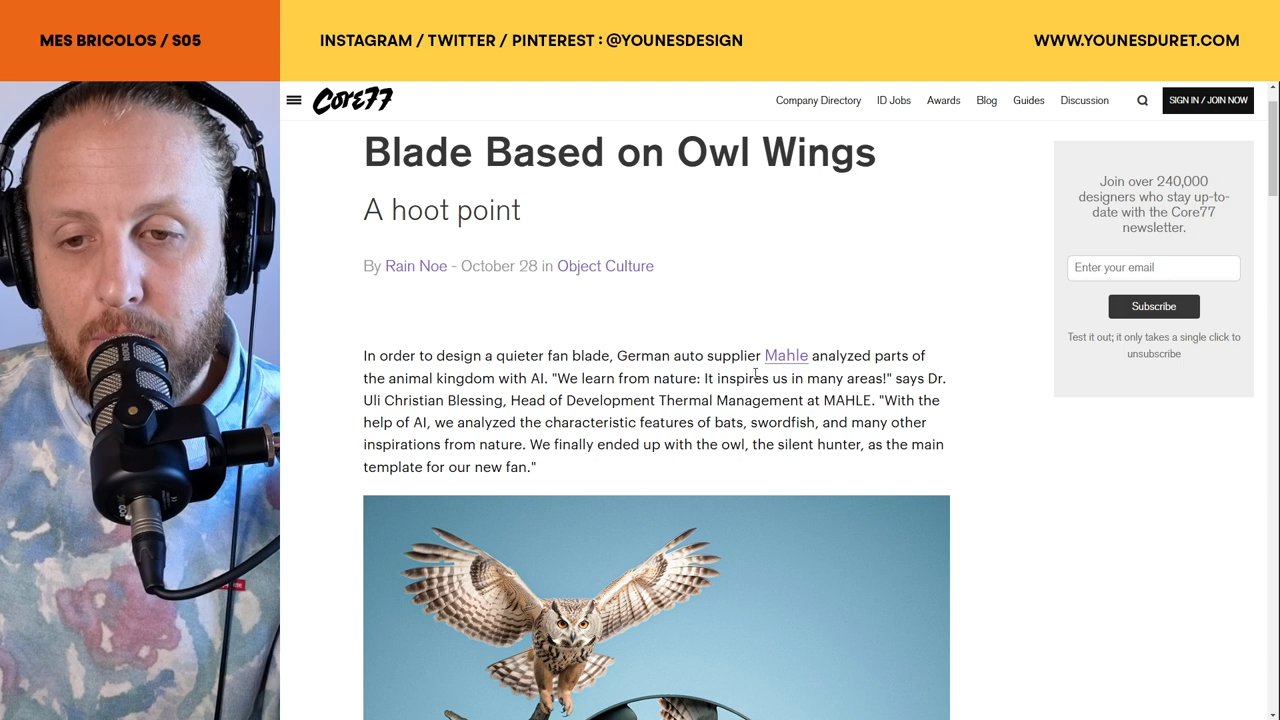 MES BRICOLOS / S05
INSTAGRAM / TWITTER / PINTEREST : @YOUNESDESIGN
WWW.YOUNESDURET.COM
Core77
Company Directory
ID Jobs
Awards
Blog
Guides
Discussion
SIGN IN / JOIN NOW
Blade Based on Owl Wings
A hoot point
By Rain Noe - October 28 in Object Culture
In order to design a quieter fan blade, German auto supplier Mahle analyzed parts of
the animal kingdom with AI. "We learn from nature: It inspires us in many areas!" says Dr.
Uli Christian Blessing, Head of Development Thermal Management at MAHLE. "With the
help of AI, we analyzed the characteristic features of bats, swordfish, and many other
inspirations from nature. We finally ended up with the owl, the silent hunter, as the main
template for our new fan."
Join over 240,000
designers who stay up-to-
date with the Core77
newsletter.
Enter your email
Subscribe
Test it out; it only takes a single click to
unsubscribe
RØDE